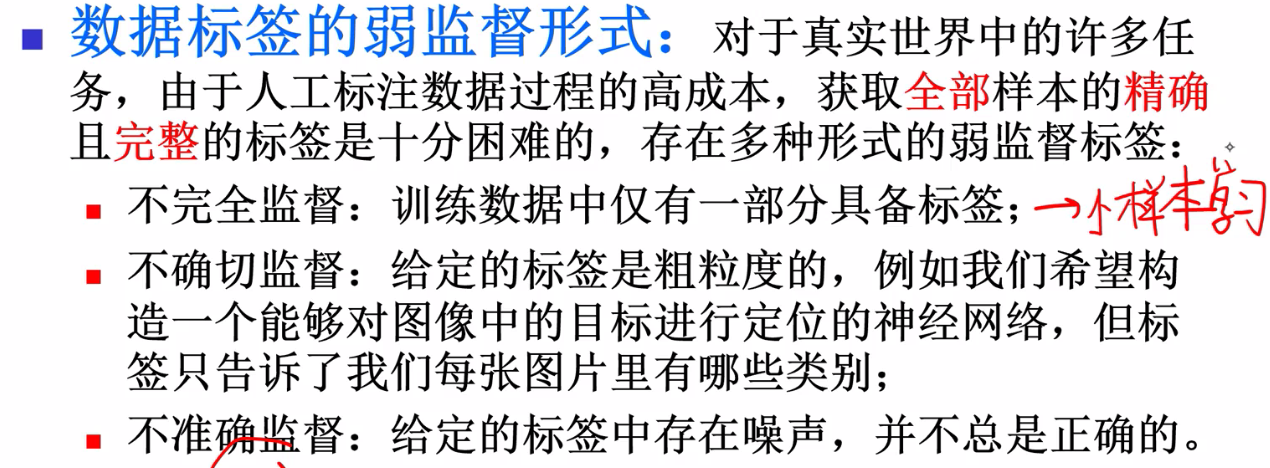 数据标签的弱监督形式：对于真实世界中的许多任
务，由于人工标注数据过程的高成本，获取全部样本的精确
且完整的标签是十分困难的，存在多种形式的弱监督标签：
不完全监督：训练数据中仅有一部分具备标签；→小样本学习
不确切监督：给定的标签是粗粒度的，例如我们希望构
造一个能够对图像中的目标进行定位的神经网络，但标
签只告诉了我们每张图片里有哪些类别；
不准确监督：给定的标签中存在噪声，并不总是正确的。